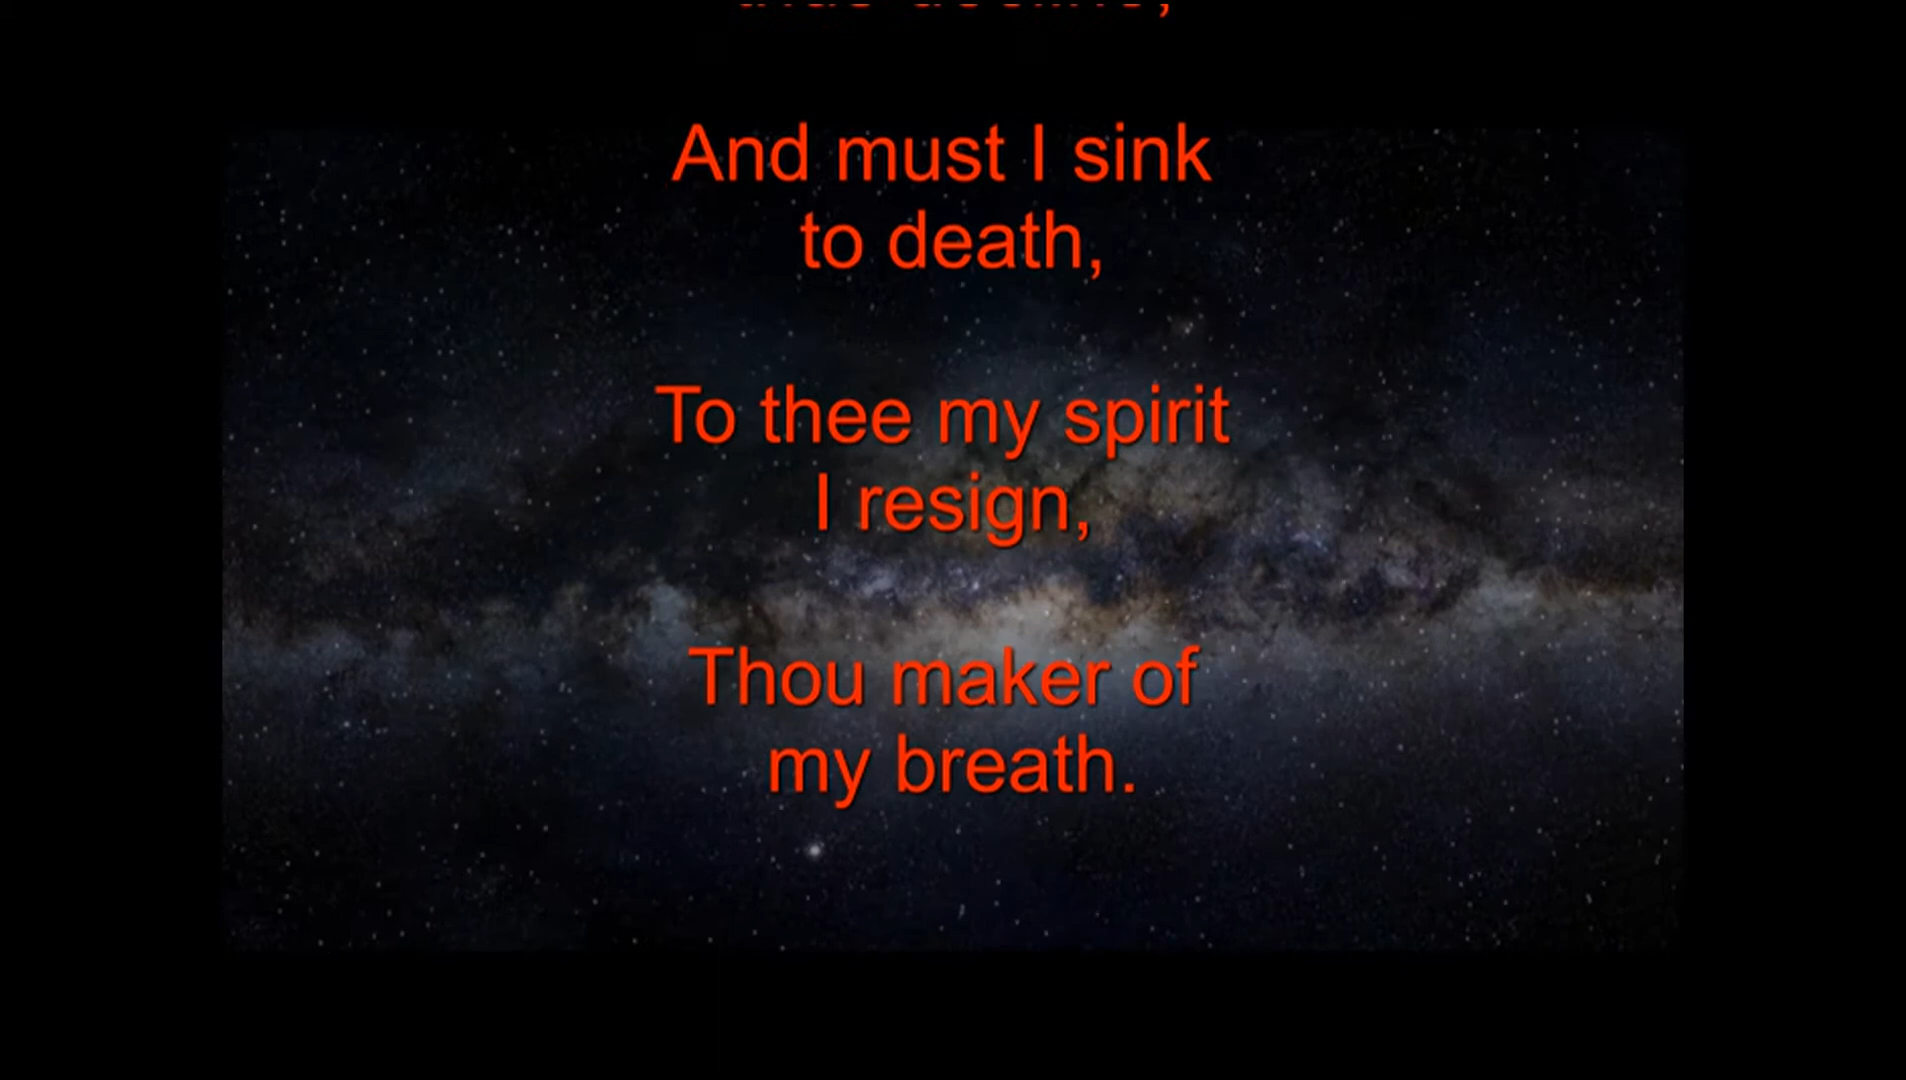 And must I sink
to death,
To thee my spirit
I resign,
Thou maker of
my breath.